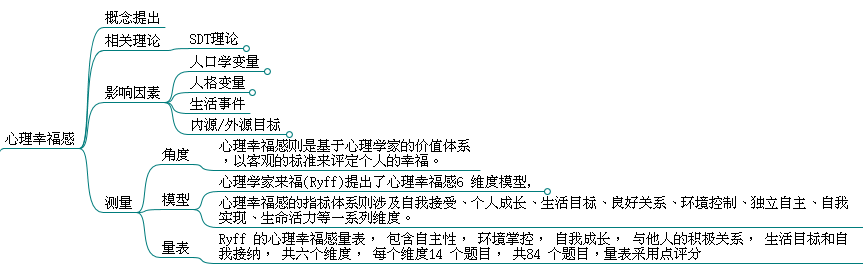 概念提出
相关理论
SDT理论
人口学变量
人格变量
影响因素
生活事件
内源/外源目标
心理幸福感
角度
心理幸福感则是基于心理学家的价值体系
，以客观的标准来评定个人的幸福。
心理学家来福(Ryff)提出了心理幸福感6 维度模型,
测量
模型
心理幸福感的指标体系则涉及自我接受、个人成长、生活目标、良好关系、环境控制、独立自主、自我
实现、生命活力等一系列维度。
量表
Ryff 的心理幸福感量表， 包含自主性， 环境掌控， 自我成长， 与他人的积极关系， 生活目标和自
我接纳， 共六个维度， 每个维度14 个题目， 共84 个题目,量表采用点评分